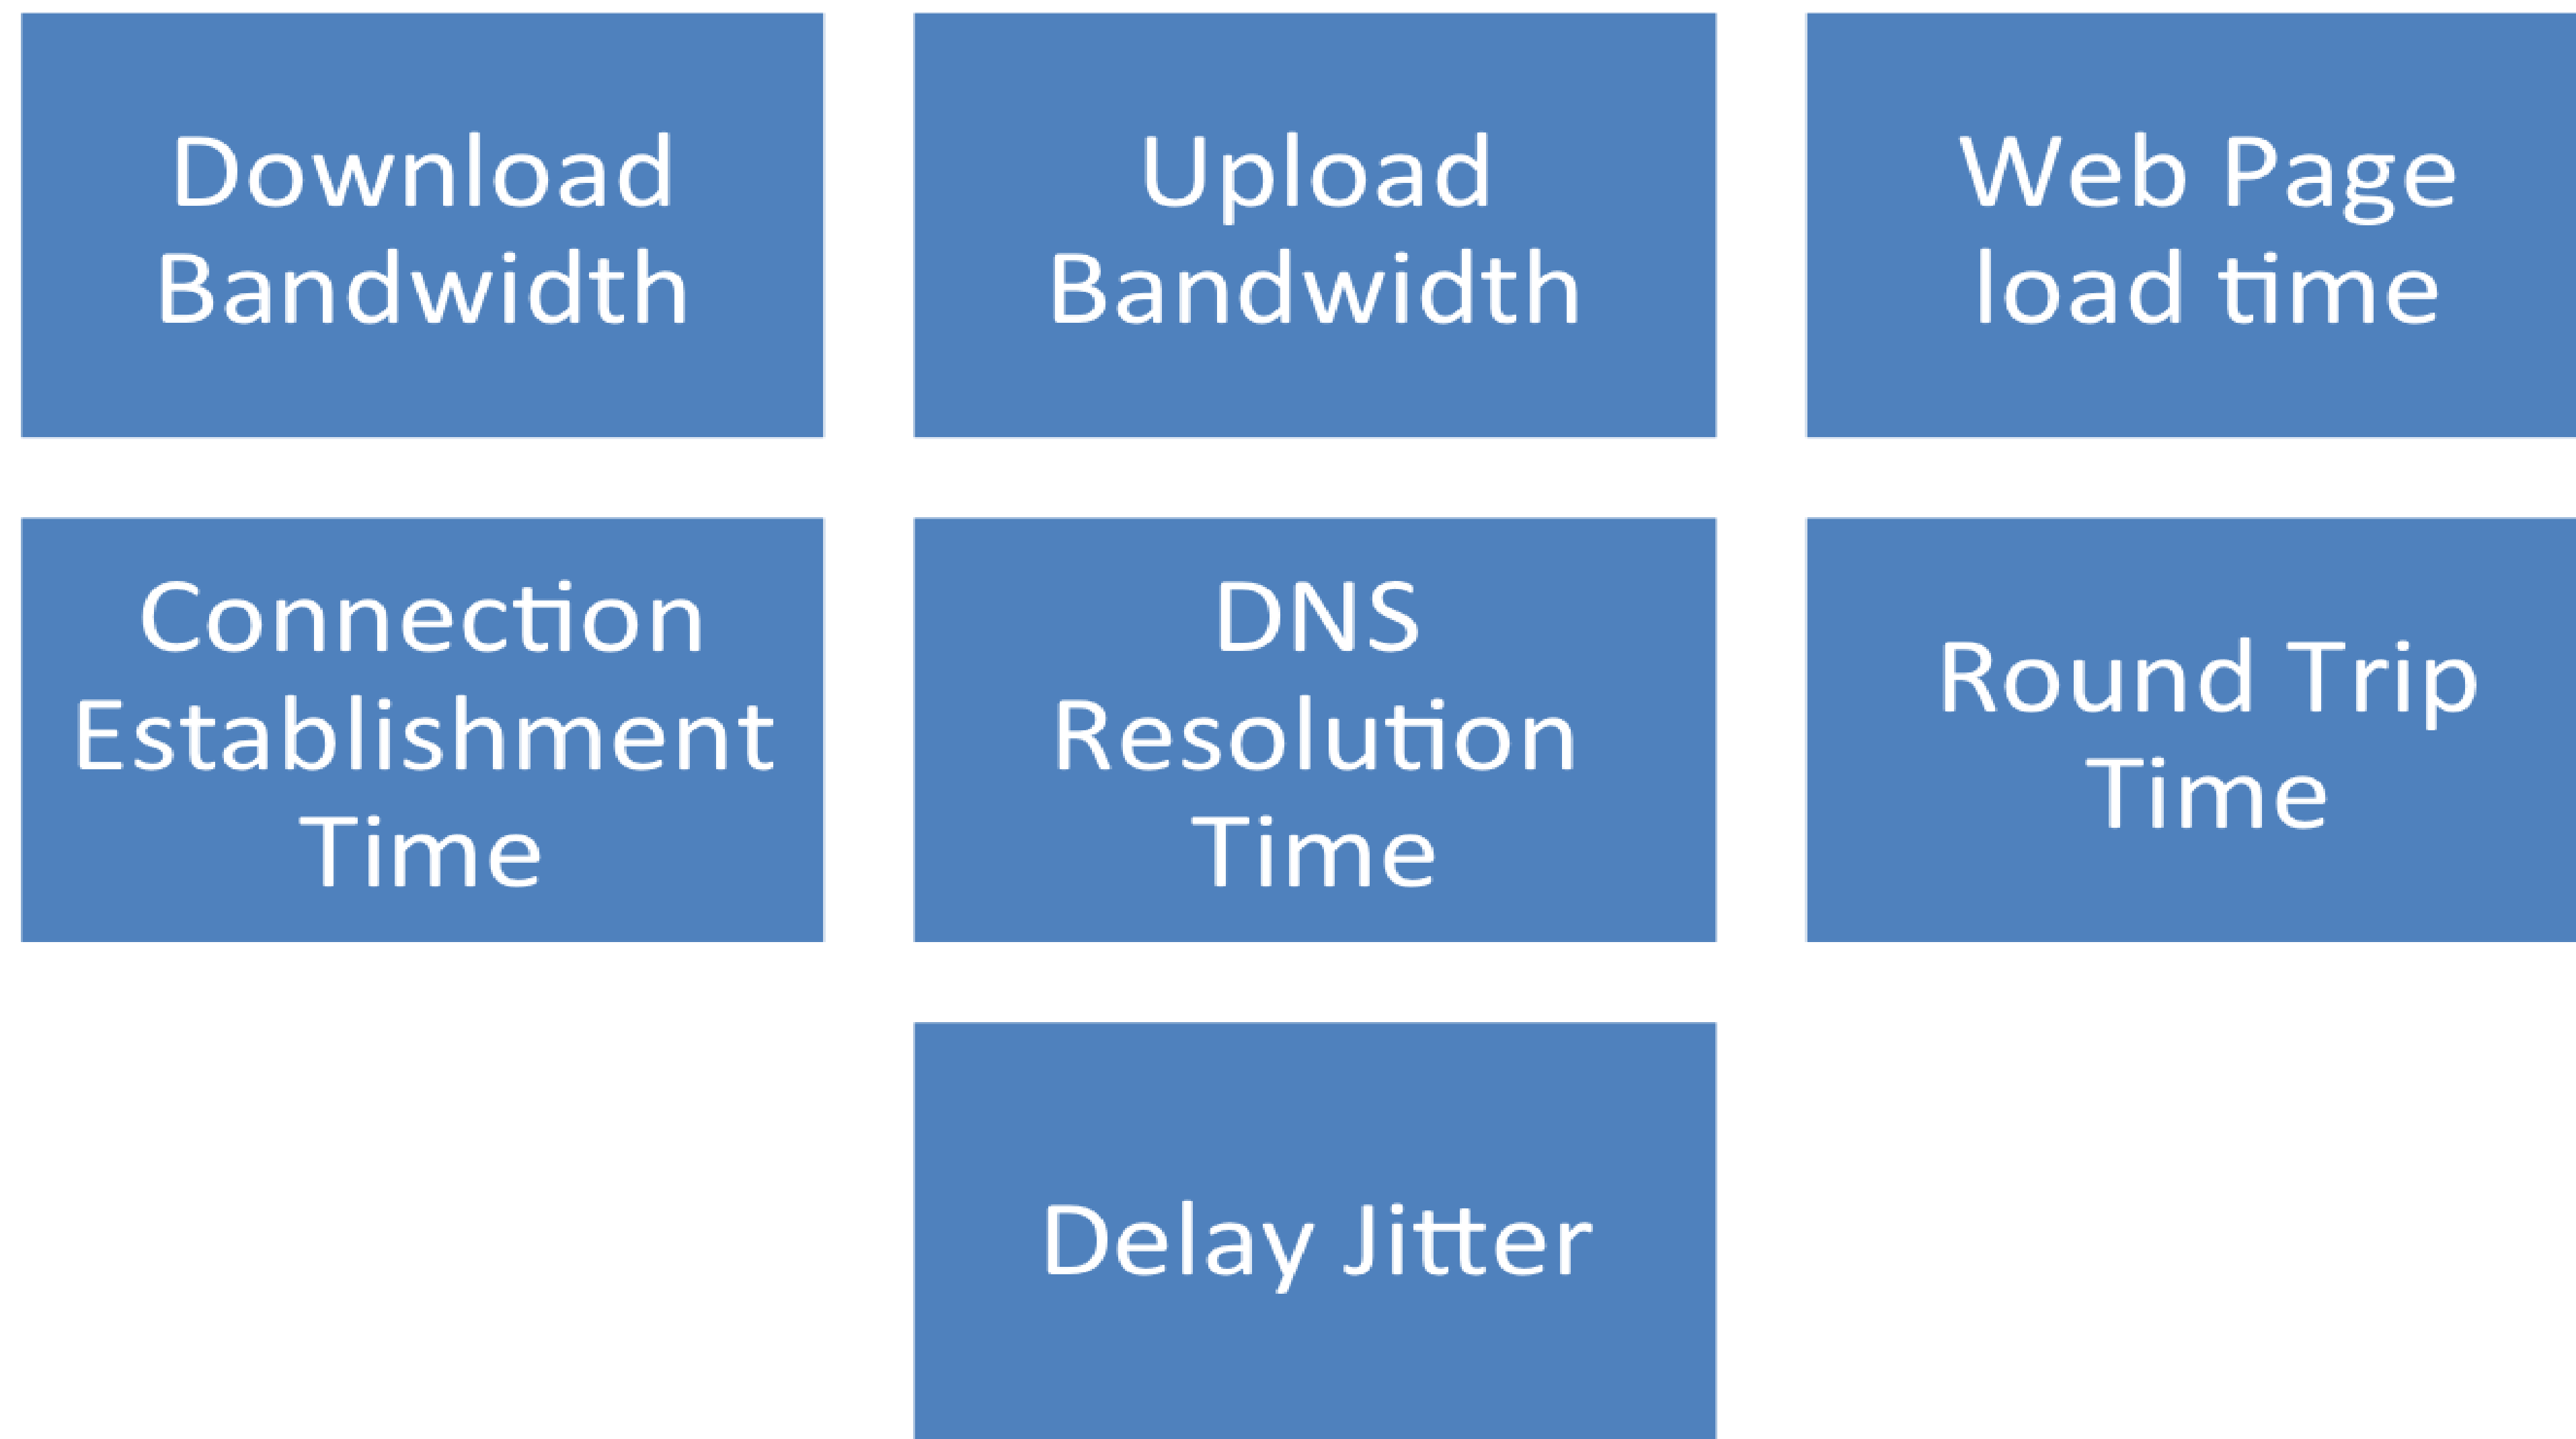 Download
Bandwidth
Upload
Bandwidth
Web Page
load time
Connection
Establishment
Time
DNS
Resolution
Time
Round Trip
Time
Delay Jitter